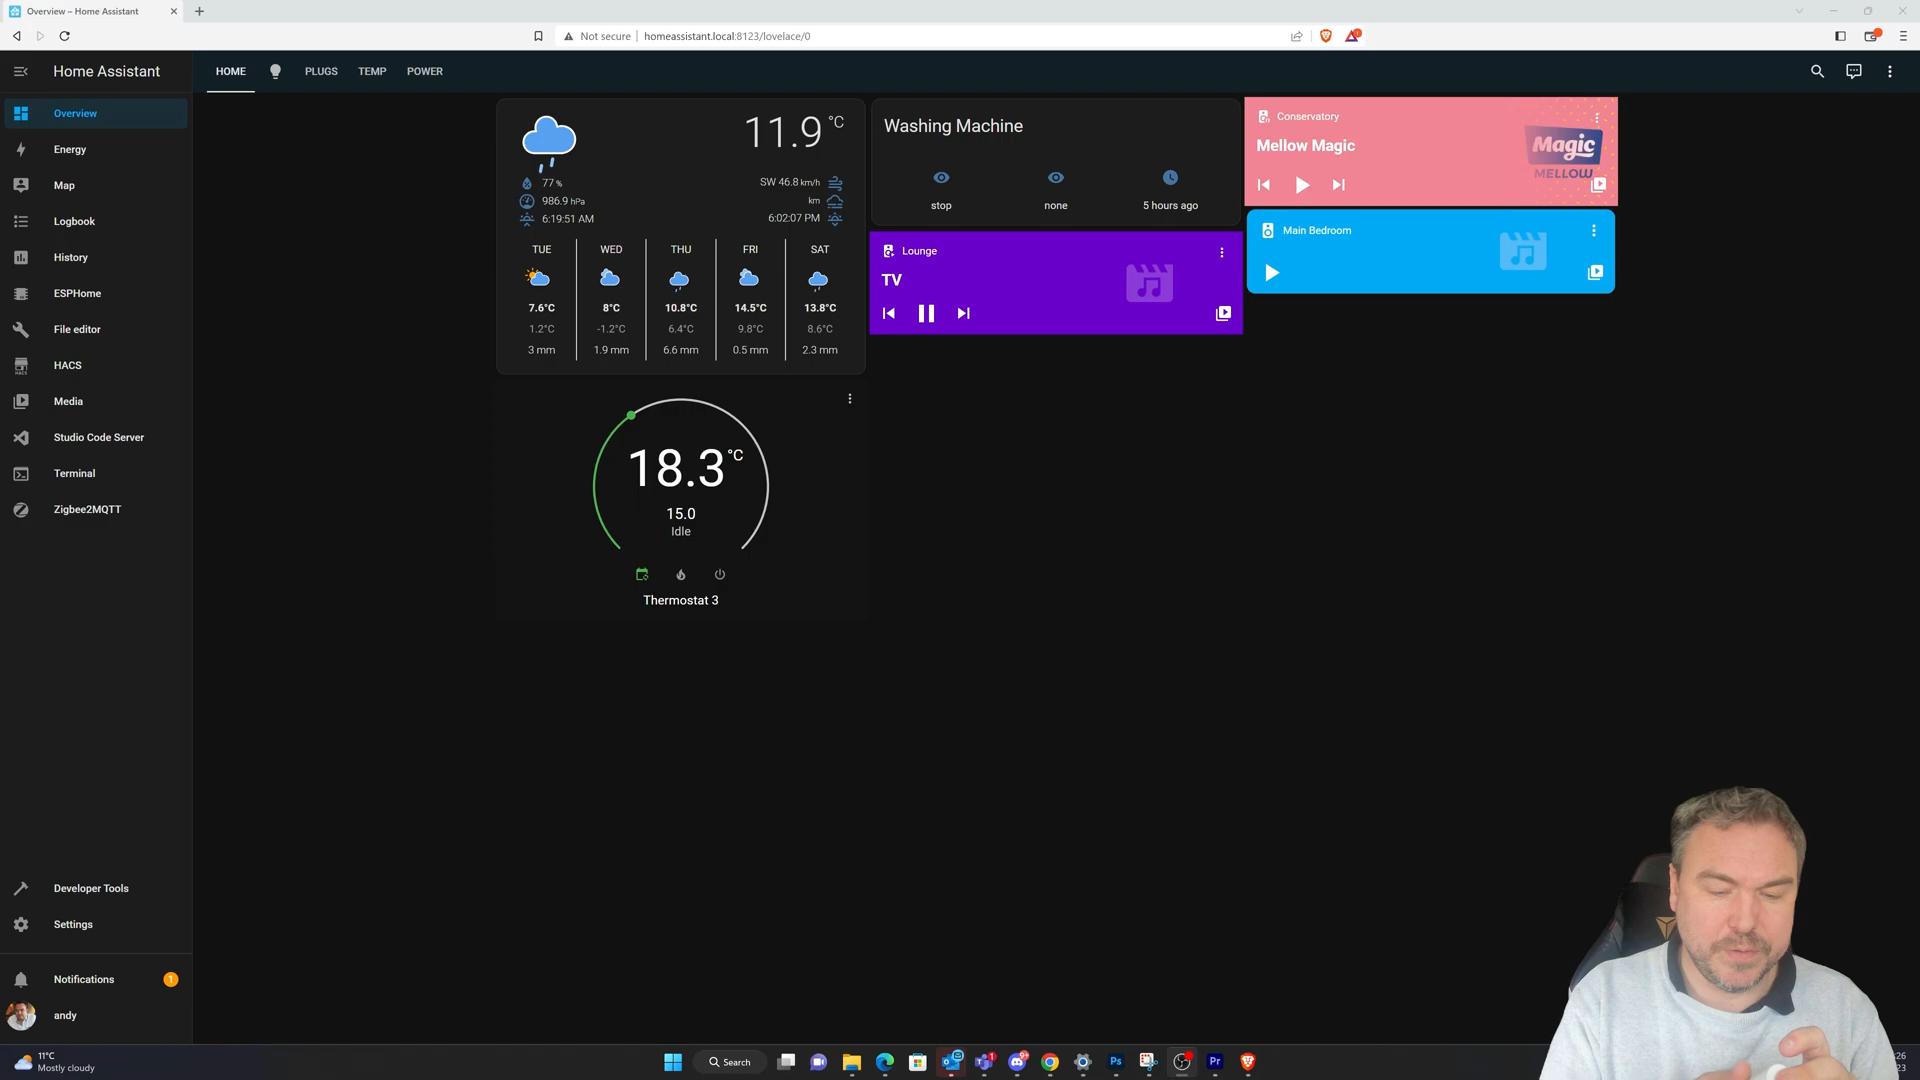 Overview – Home Assistant
Not secure
homeassistant.local:8123/lovelace/0
Home Assistant
HOME
PLUGS
TEMP
POWER
Overview
Energy
Map
Logbook
History
ESPHome
File editor
HACS
HACS
Media
Studio Code Server
Terminal
Zigbee2MQTT
Developer Tools
Settings
Notifications
1
andy
11.9 °C
77 %
SW 46.8 km/h
986.9 hPa
km
6:19:51 AM
6:02:07 PM
TUE WED THU FRI SAT
7.6°C 8°C 10.8°C 14.5°C 13.8°C
1.2°C -1.2°C 6.4°C 9.8°C 8.6°C
3 mm 1.9 mm 6.6 mm 0.5 mm 2.3 mm
18.3 °C
15.0
Idle
Thermostat 3
Washing Machine
stop none 5 hours ago
Lounge
TV
Conservatory
Mellow Magic
Magic
MELLOW
Main Bedroom
11°C
Mostly cloudy
Search
Ps
Pr